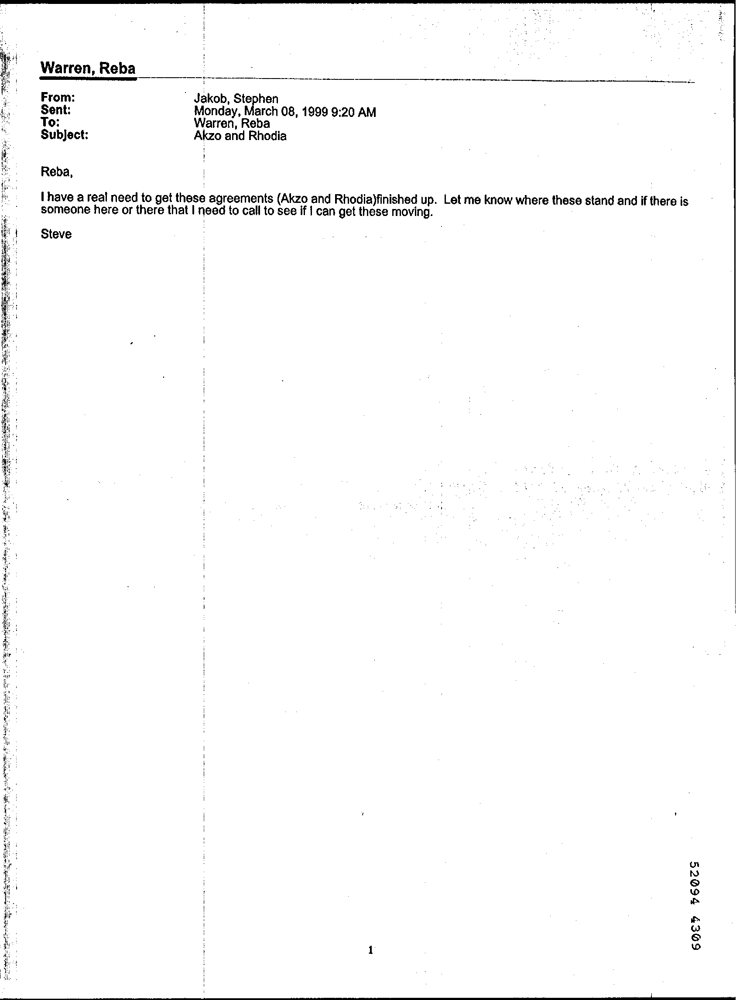 Warren, Reba
From: Jakob, Stephen
Sent: Monday, March 08, 1999 9:20 AM
To: Warren, Reba
Subject: Akzo and Rhodia
Reba,
I have a real need to get these agreements (Akzo and Rhodia)finished up. Let me know where these stand and if there is
someone here or there that I need to call to see if I can get these moving.
Steve
52094 4309
1